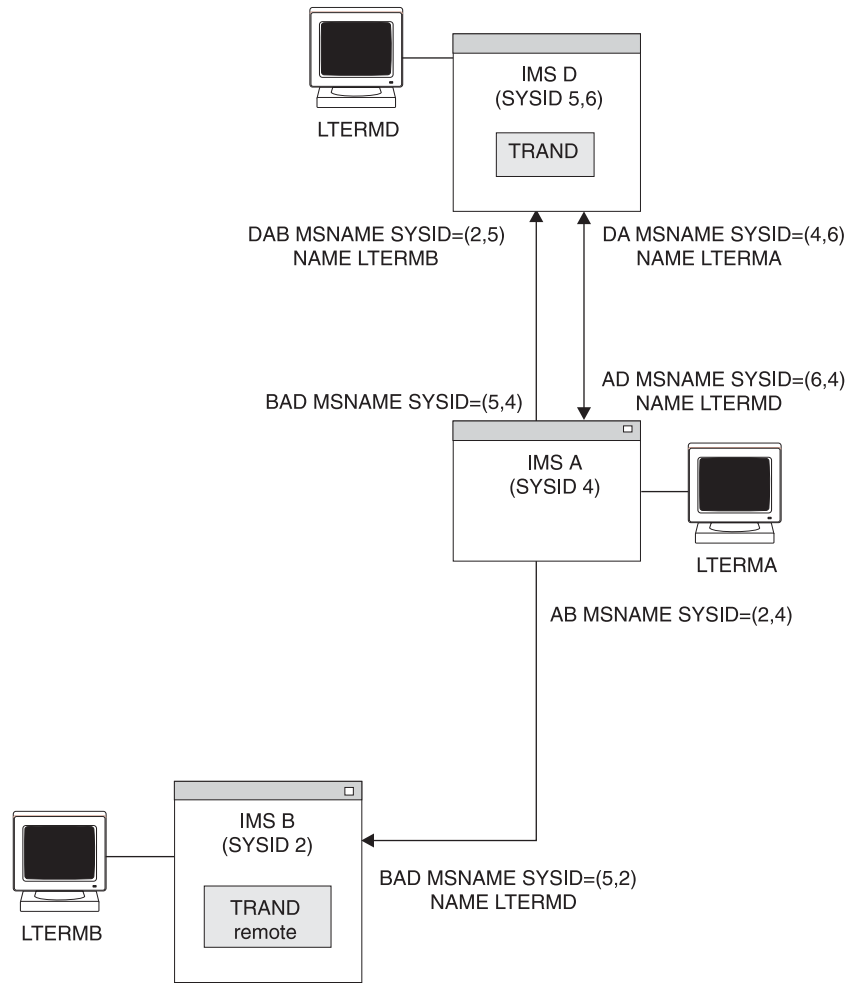 IMS D
(SYSID 5,6)
LTERMD
TRAND
DAB MSNAME SYSID=(2,5)
NAME LTERMB
DA MSNAME SYSID=(4,6)
NAME LTERMA
AD MSNAME SYSID=(6,4)
NAME LTERMD
BAD MSNAME SYSID=(5,4)
IMS A
(SYSID 4)
LTERMA
AB MSNAME SYSID=(2,4)
IMS B
(SYSID 2)
BAD MSNAME SYSID=(5,2)
NAME LTERMD
TRAND
remote
LTERMB